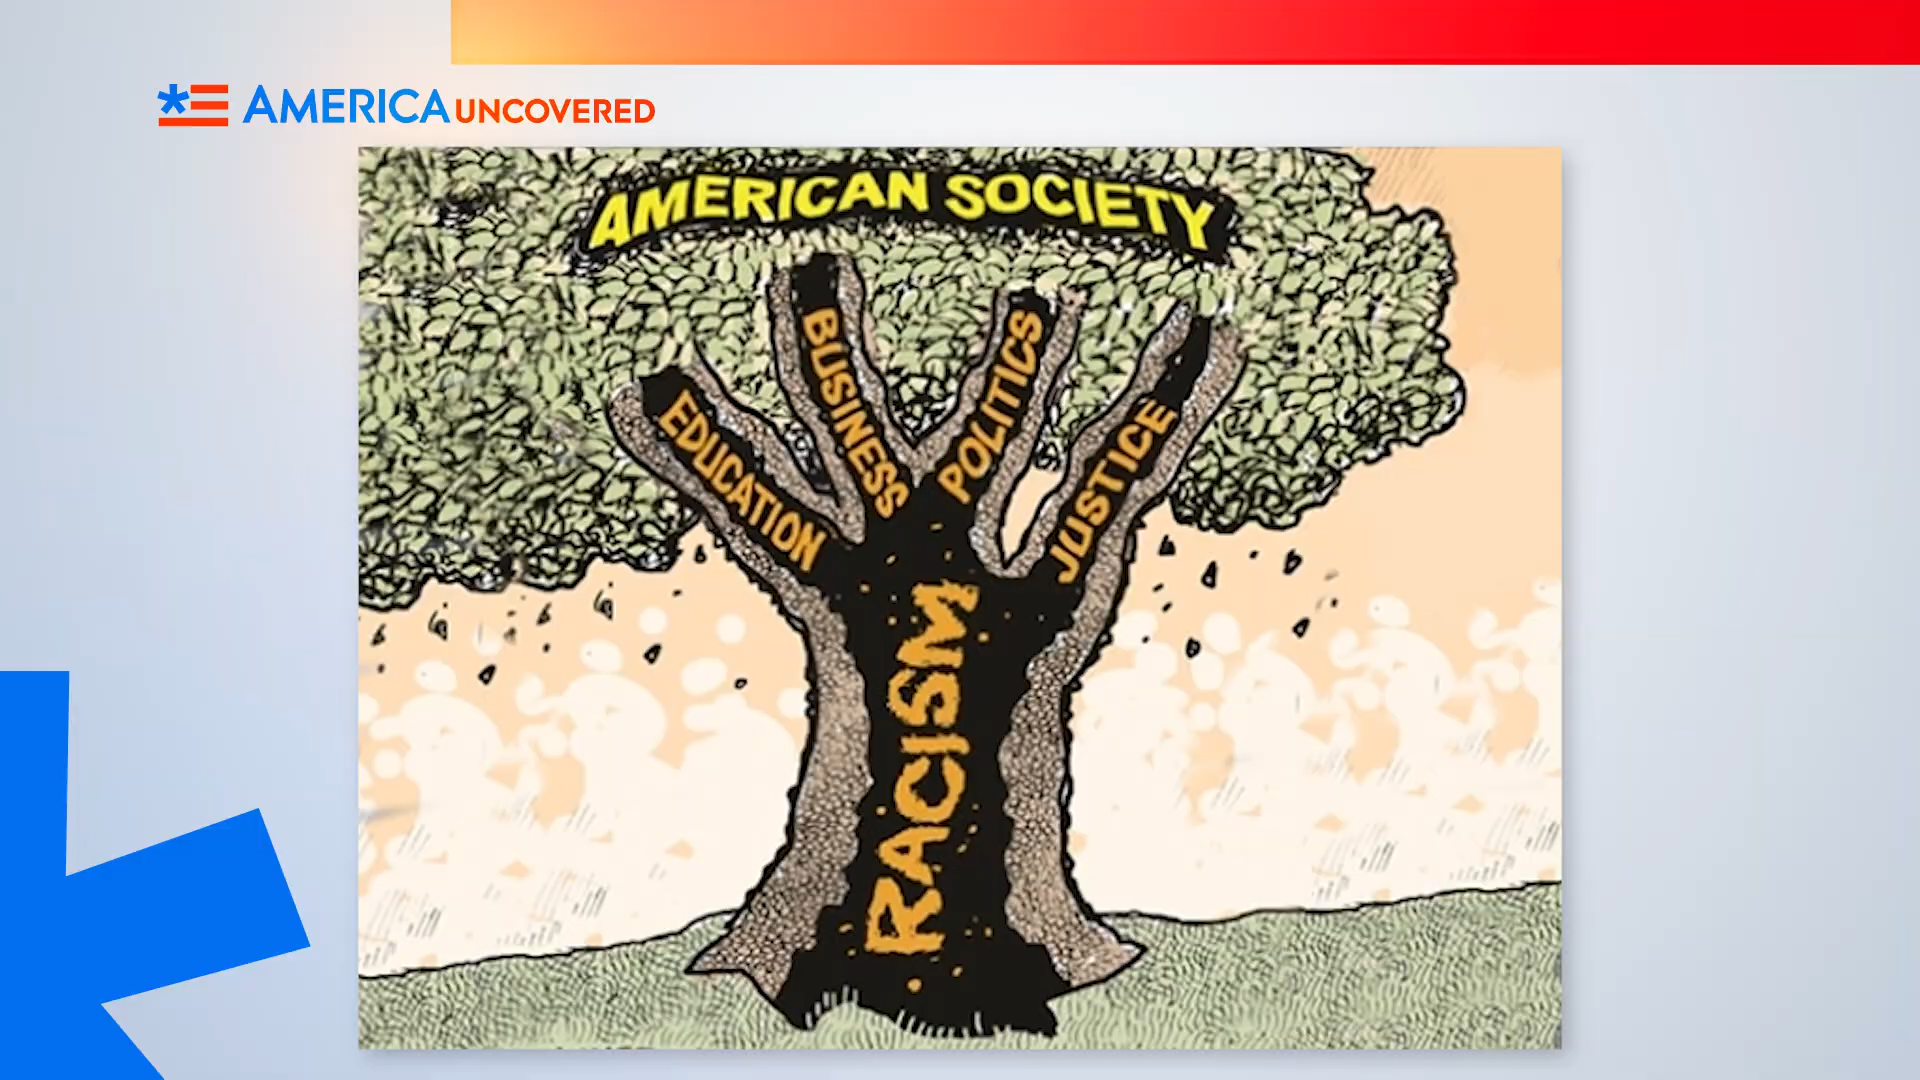 AMERICA UNCOVERED
AMERICAN SOCIETY
EDUCATION
BUSINESS
POLITICS
JUSTICE
RACISM